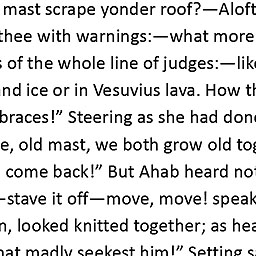 mast scrape yonder roof?—Aloft
thee with warnings:—what more
of the whole line of judges:—like
and ice or in Vesuvius lava. How th
braces!” Steering as she had done
e, old mast, we both grow old tog
come back!” But Ahab heard not
—stave it off—move, move! speak
n, looked knitted together; as hea
hat madly seekest him!” Setting sa